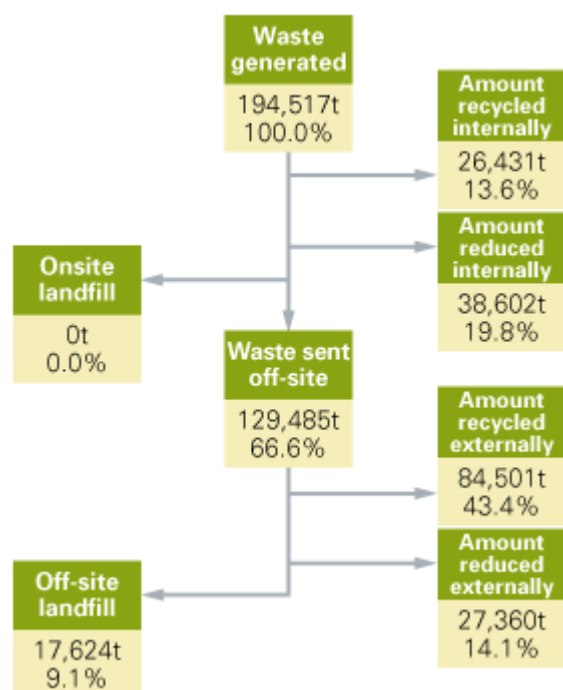 Waste
generated
194,517t
100.0%
Amount
recycled
internally
26,431t
13.6%
Amount
reduced
internally
38,602t
19.8%
Onsite
landfill
0t
0.0%
Waste sent
off-site
129,485t
66.6%
Amount
recycled
externally
84,501t
43.4%
Amount
reduced
externally
27,360t
14.1%
Off-site
landfill
17,624t
9.1%